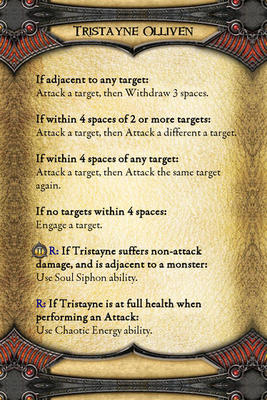 Tristayne Olliven
If adjacent to any target:
Attack a target, then Withdraw 3 spaces.
If within 4 spaces of 2 or more targets:
Attack a target, then Attack a different a target.
If within 4 spaces of any target:
Attack a target, then Attack the same target
again.
If no targets within 4 spaces:
Engage a target.
R: If Tristayne suffers non-attack
damage, and is adjacent to a monster:
Use Soul Siphon ability.
R: If Tristayne is at full health when
performing an Attack:
Use Chaotic Energy ability.